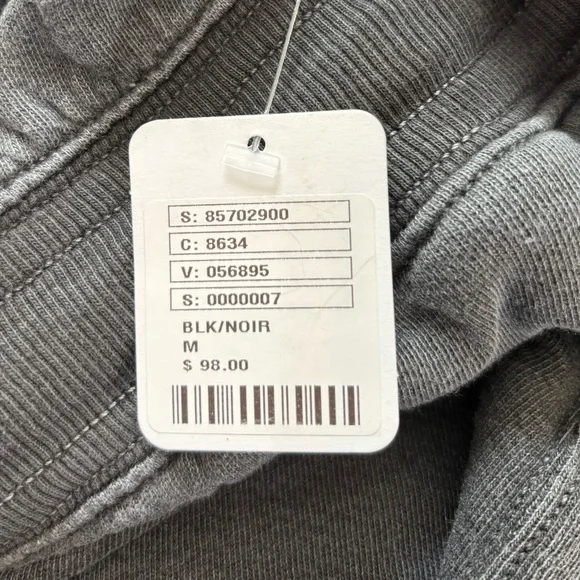 S: 85702900
C: 8634
V: 056895
S: 0000007
BLK/NOIR
M
$ 98.00